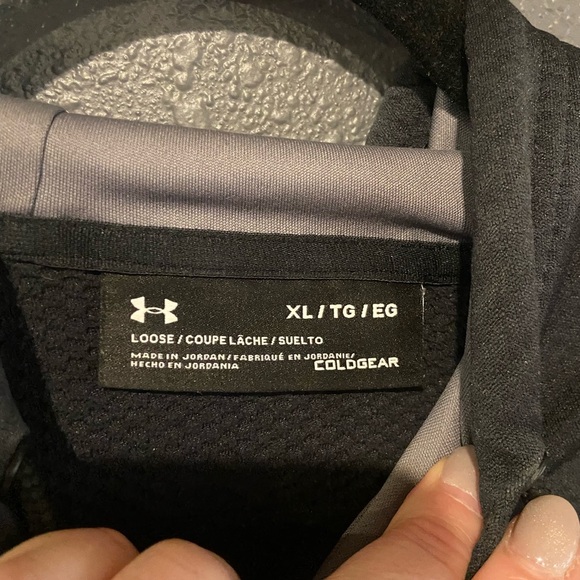 XL / TG / EG
LOOSE / COUPE LÂCHE / SUELTO
MADE IN JORDAN / FABRIQUÉ EN JORDANIE /
HECHO EN JORDANIA
COLDGEAR